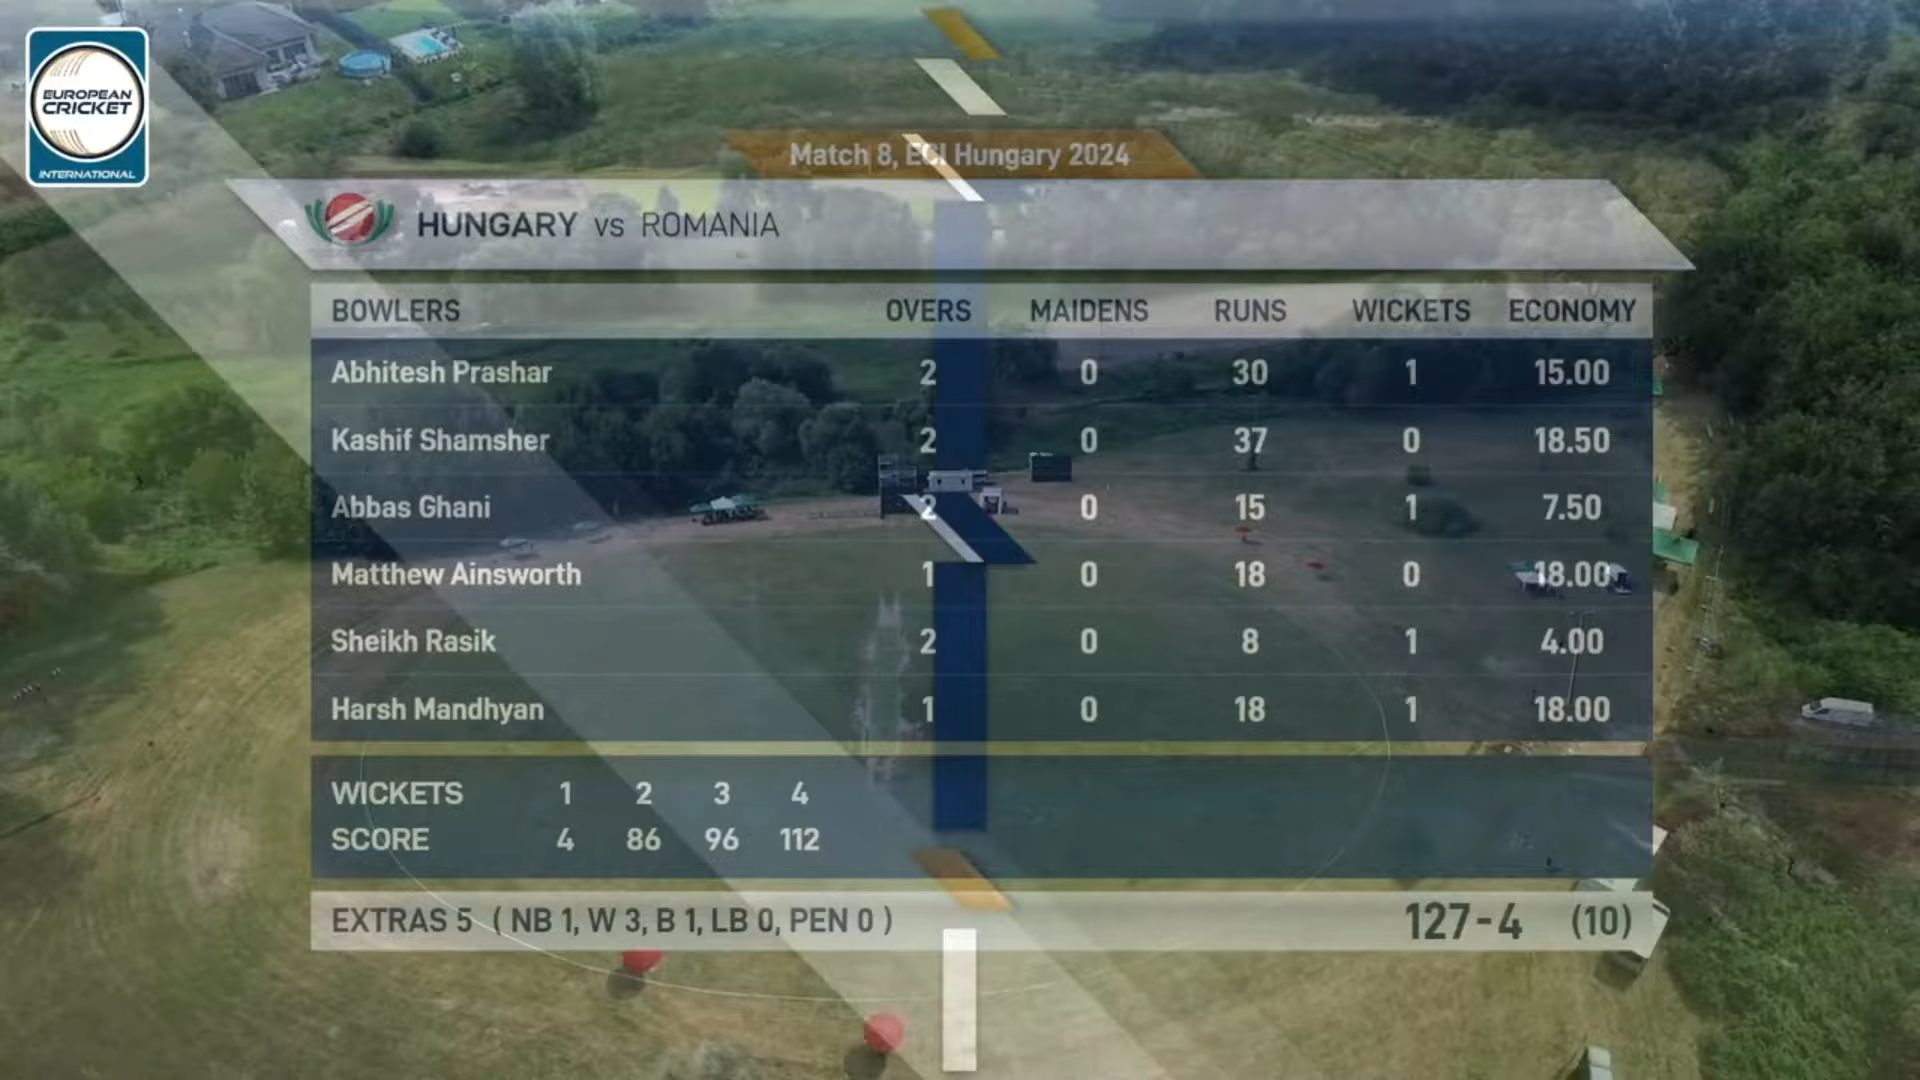 EUROPEAN
CRICKET
INTERNATIONAL
Match 8, ECI Hungary 2024
HUNGARY vs ROMANIA
BOWLERS OVERS MAIDENS RUNS WICKETS ECONOMY
Abhitesh Prashar 2 0 30 1 15.00
Kashif Shamsher 2 0 37 0 18.50
Abbas Ghani 2 0 15 1 7.50
Matthew Ainsworth 1 0 18 0 18.00
Sheikh Rasik 2 0 8 1 4.00
Harsh Mandhyan 1 0 18 1 18.00
WICKETS 1 2 3 4
SCORE 4 86 96 112
EXTRAS 5 ( NB 1, W 3, B 1, LB 0, PEN 0 ) 127-4 (10)